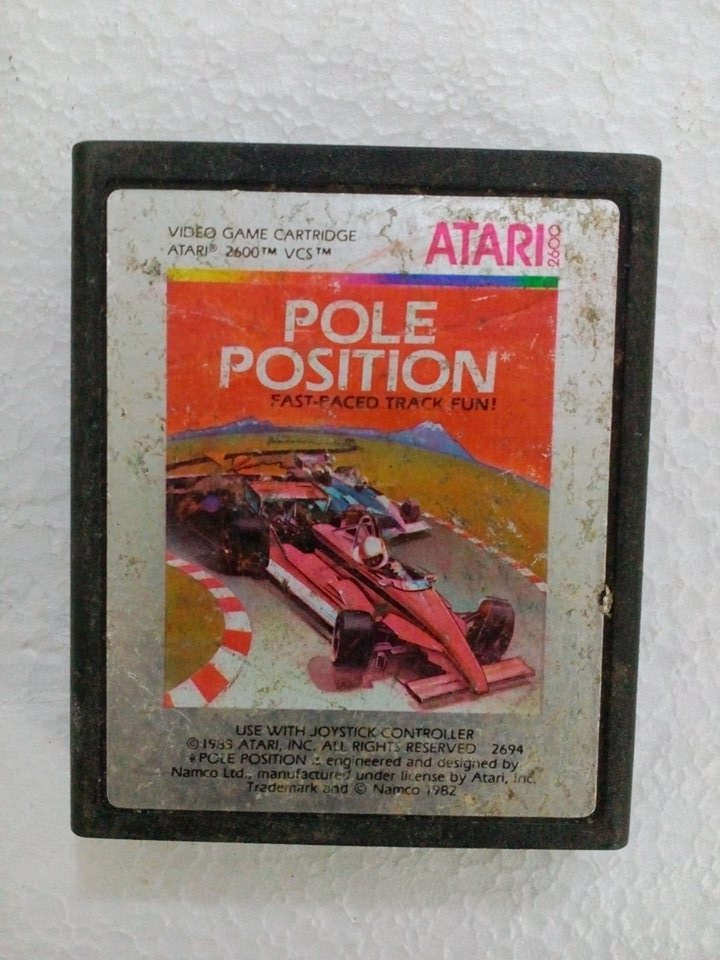 VIDEO GAME CARTRIDGE
ATARI® 2600™ VCS™
ATARI 2600
POLE
POSITION*
FAST-PACED TRACK FUN!
USE WITH JOYSTICK CONTROLLER
© 1983 ATARI, INC. ALL RIGHTS RESERVED 2694
*POLE POSITION is engineered and designed by
Namco Ltd., manufactured under license by Atari, Inc.
Trademark and © Namco 1982